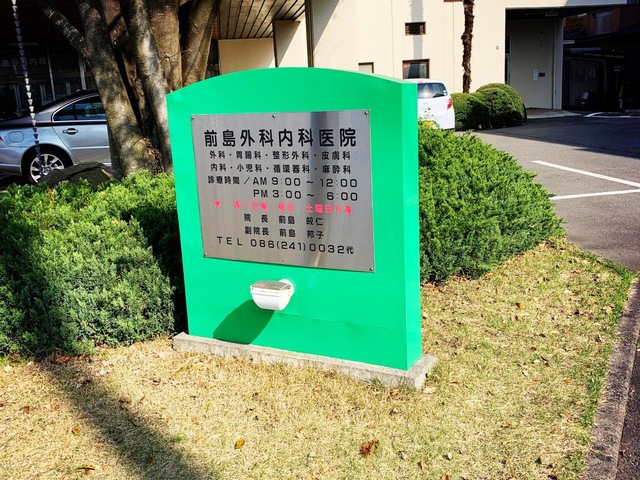 前島外科内科医院
外科・胃腸科・整形外科・皮膚科
内科・小児科・循環器科・麻酔科
診療時間/AM 9:00～12:00
PM 3:00～ 6:00
院長 前島 皎仁
副院長 前島 邦子
TEL 086(241)0032代